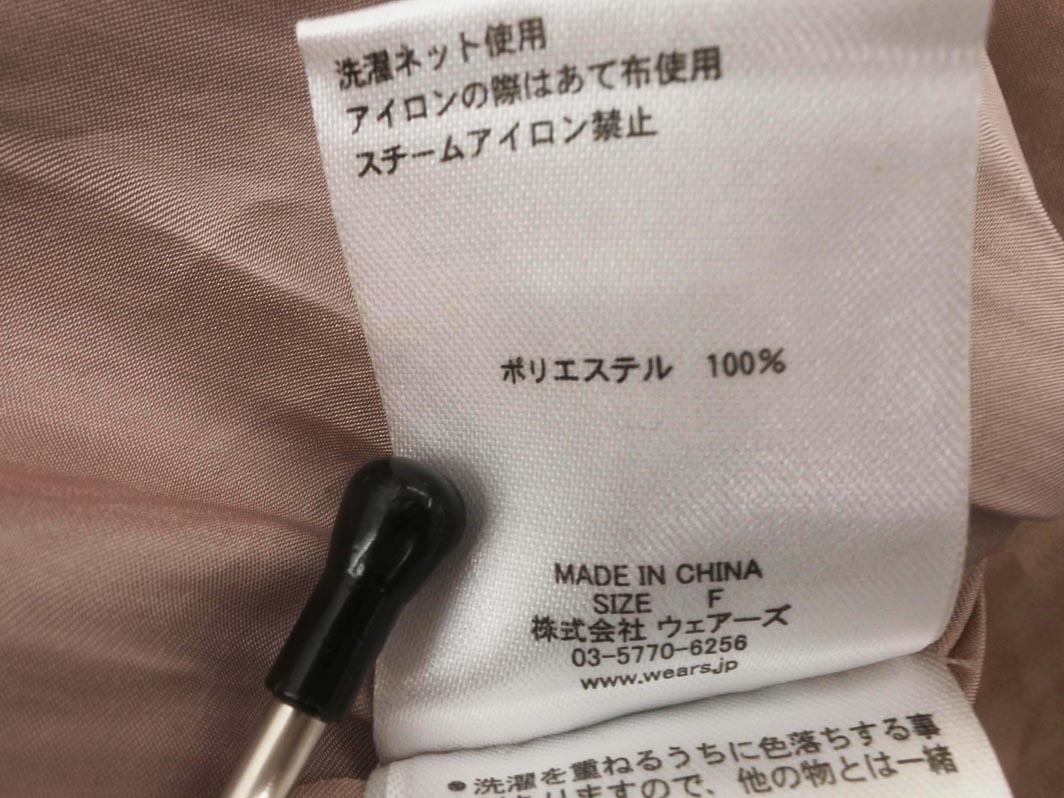 洗濯ネット使用
アイロンの際はあて布使用
スチームアイロン禁止
ポリエステル 100%
MADE IN CHINA
SIZE F
株式会社 ウェアーズ
03-5770-6256
www.wears.jp
●洗濯を重ねるうちに色落ちする事
ありますので、他の物とは一緒